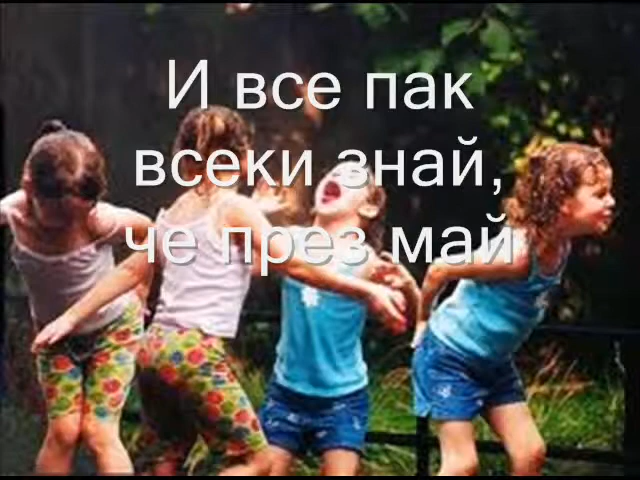 И все пак
всеки знай,
че през май